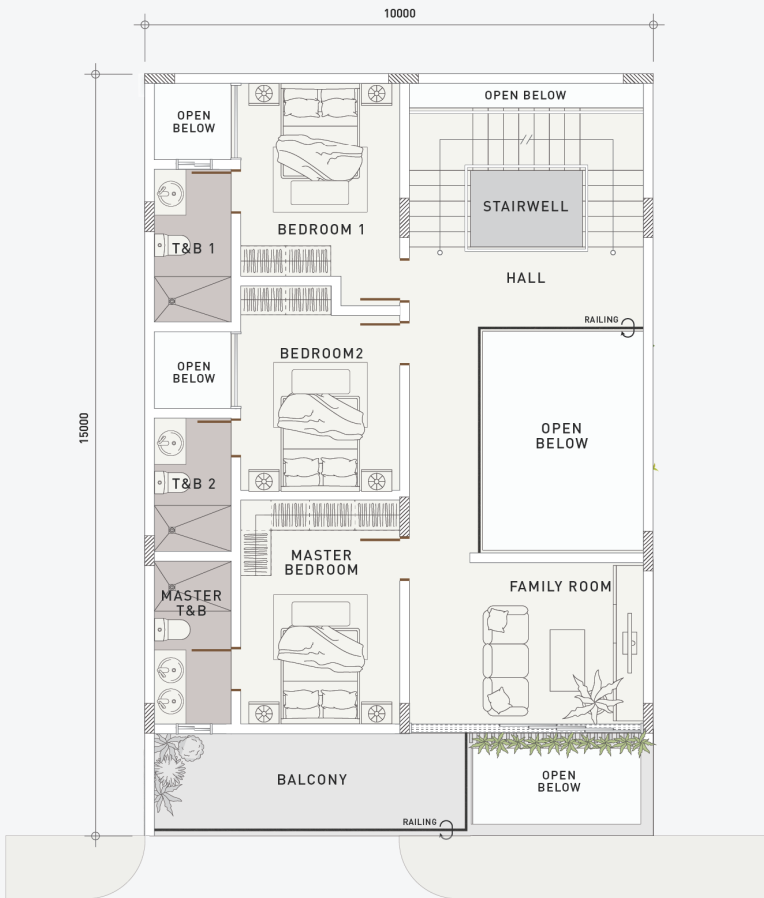 10000
OPEN BELOW
OPEN
BELOW
STAIRWELL
BEDROOM 1
T&B 1
HALL
RAILING
BEDROOM2
OPEN
BELOW
OPEN
BELOW
15000
T&B 2
MASTER
BEDROOM
FAMILY ROOM
MASTER
T&B
BALCONY
OPEN
BELOW
RAILING